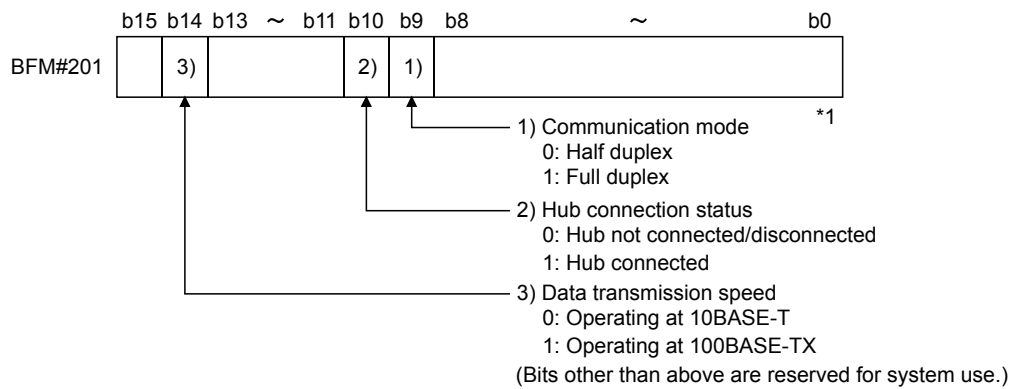 b15 b14 b13 ～ b11 b10 b9 b8 ～ b0
BFM#201 3) 2) 1)
*1
1) Communication mode
0: Half duplex
1: Full duplex
2) Hub connection status
0: Hub not connected/disconnected
1: Hub connected
3) Data transmission speed
0: Operating at 10BASE-T
1: Operating at 100BASE-TX
(Bits other than above are reserved for system use.)